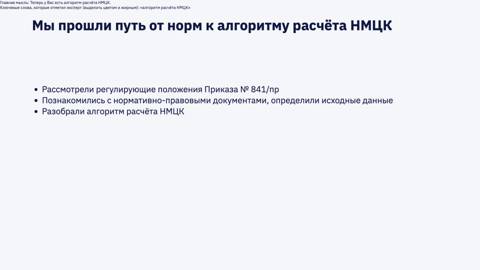 Главная мысль: Теперь у Вас есть алгоритм расчёта НМЦК.
Ключевые слова, которые отметил эксперт (выделить цветом и жирным): «алгоритм расчёта НМЦК»
Мы прошли путь от норм к алгоритму расчёта НМЦК
• Рассмотрели регулирующие положения Приказа № 841/пр
• Познакомились с нормативно-правовыми документами, определили исходные данные
• Разобрали алгоритм расчёта НМЦК